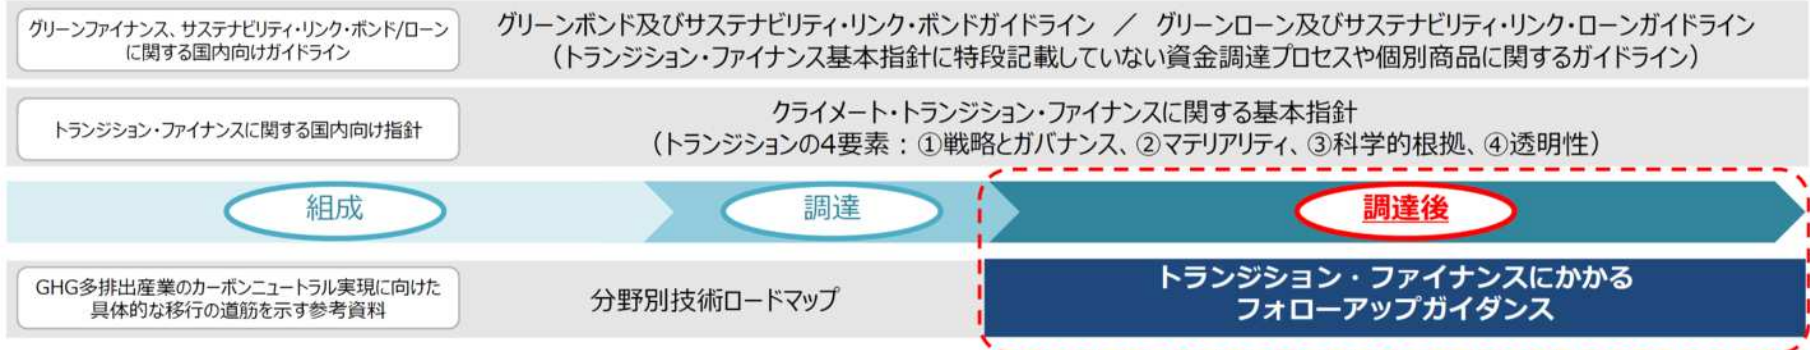 グリーンファイナンス、サステナビリティ・リンク・ボンド/ローン
に関する国内向けガイドライン
グリーンボンド及びサステナビリティ・リンク・ボンドガイドライン ／ グリーンローン及びサステナビリティ・リンク・ローンガイドライン
（トランジション・ファイナンス基本指針に特段記載していない資金調達プロセスや個別商品に関するガイドライン）
トランジション・ファイナンスに関する国内向け指針
クライメート・トランジション・ファイナンスに関する基本指針
（トランジションの4要素：①戦略とガバナンス、②マテリアリティ、③科学的根拠、④透明性）
組成
調達
調達後
GHG多排出産業のカーボンニュートラル実現に向けた
具体的な移行の道筋を示す参考資料
分野別技術ロードマップ
トランジション・ファイナンスにかかる
フォローアップガイダンス